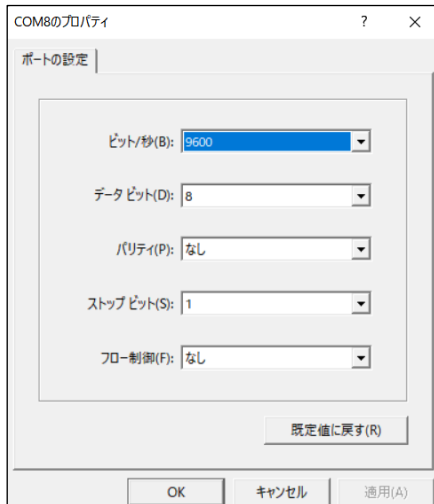 COM8のプロパティ ? ×
ポートの設定
ビット/秒(B): 9600
データ ビット(D): 8
パリティ(P): なし
ストップ ビット(S): 1
フロー制御(F): なし
既定値に戻す(R)
OK キャンセル 適用(A)